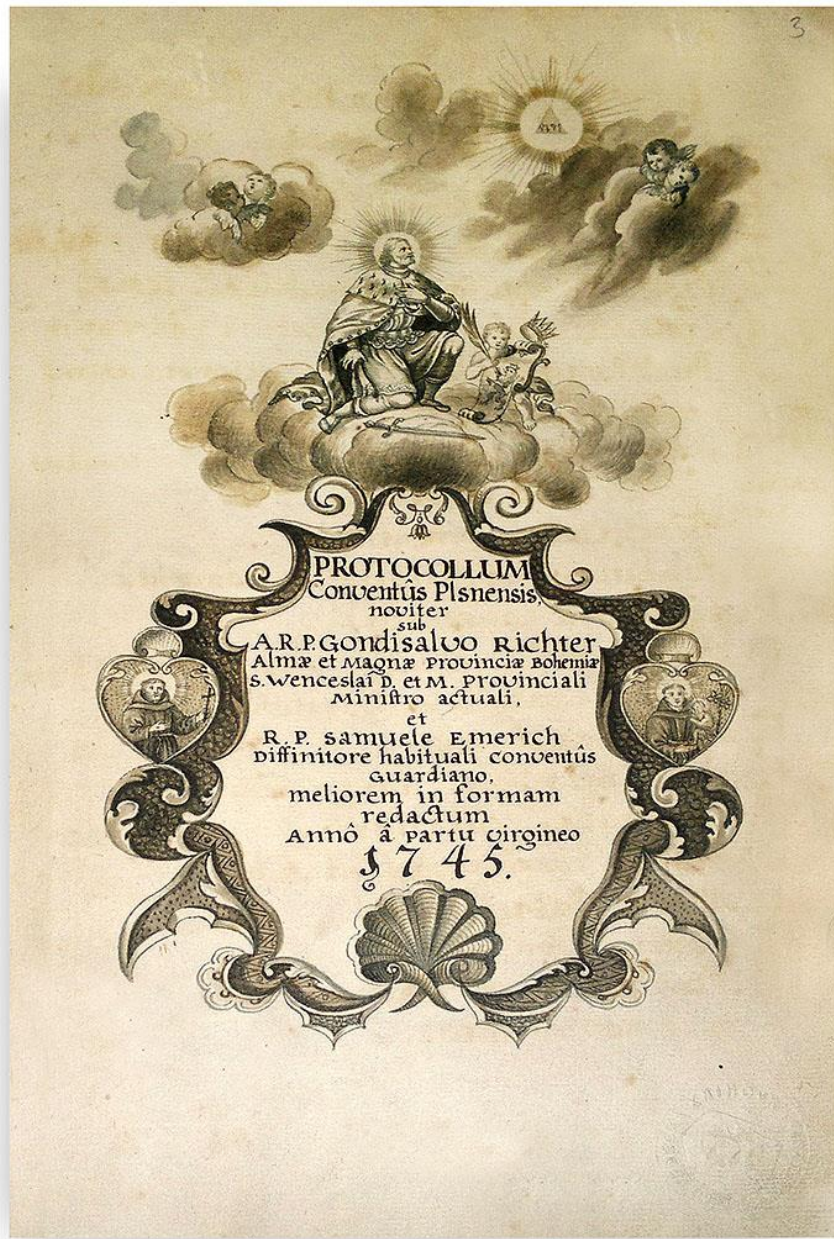 3
PROTOCOLLUM
Conventûs Plsnensis,
noviter
sub
A.R.P. Gondisalvo Richter
Almæ et Magnæ Provinciæ Bohemiæ
S. Wenceslai D. et M. Provinciali
Ministro actuali,
et
R. P. Samuele Emerich
Diffinitore habituali conventûs
Guardiano,
meliorem in formam
redactum
Annô â partu virgineo
1745.